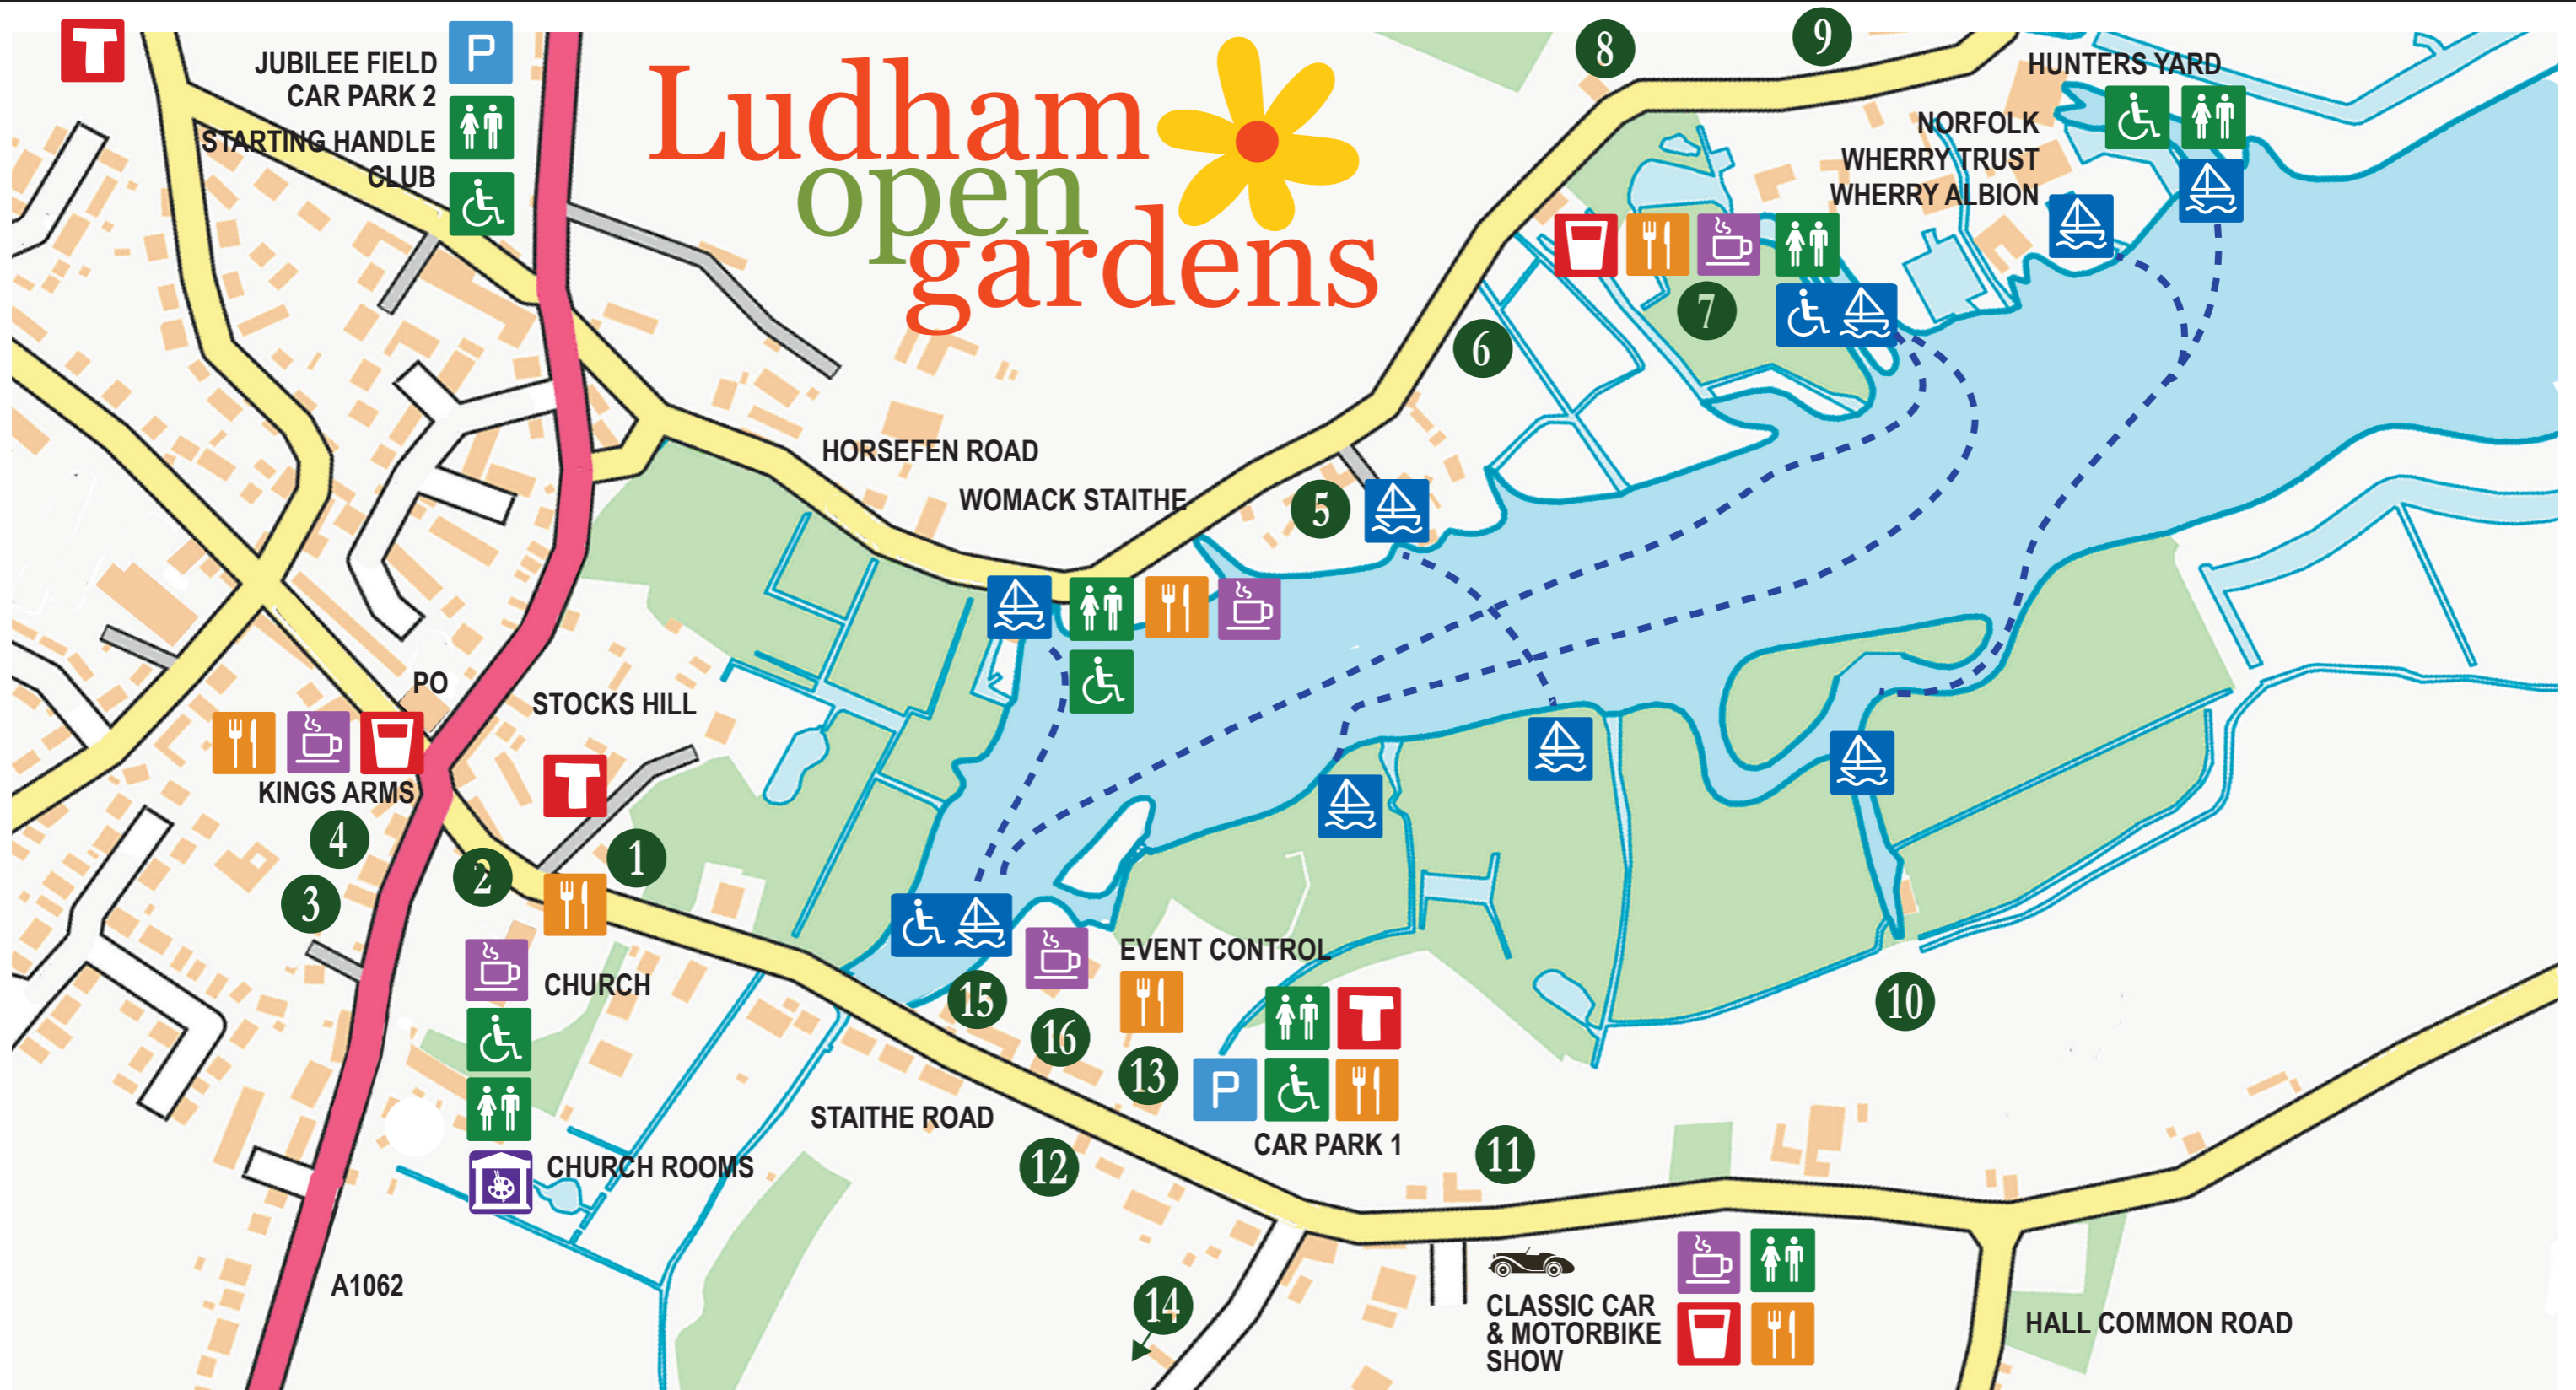 T
JUBILEE FIELD
CAR PARK 2
P
STARTING HANDLE
CLUB
Ludham
open
gardens
8
9
HUNTERS YARD
NORFOLK
WHERRY TRUST
WHERRY ALBION
7
6
HORSEFEN ROAD
WOMACK STAITHE
5
PO
STOCKS HILL
KINGS ARMS
T
4
3
2
1
CHURCH
CHURCH ROOMS
EVENT CONTROL
15
16
13
T
P
CAR PARK 1
10
STAITHE ROAD
12
11
A1062
14
CLASSIC CAR
& MOTORBIKE
SHOW
HALL COMMON ROAD